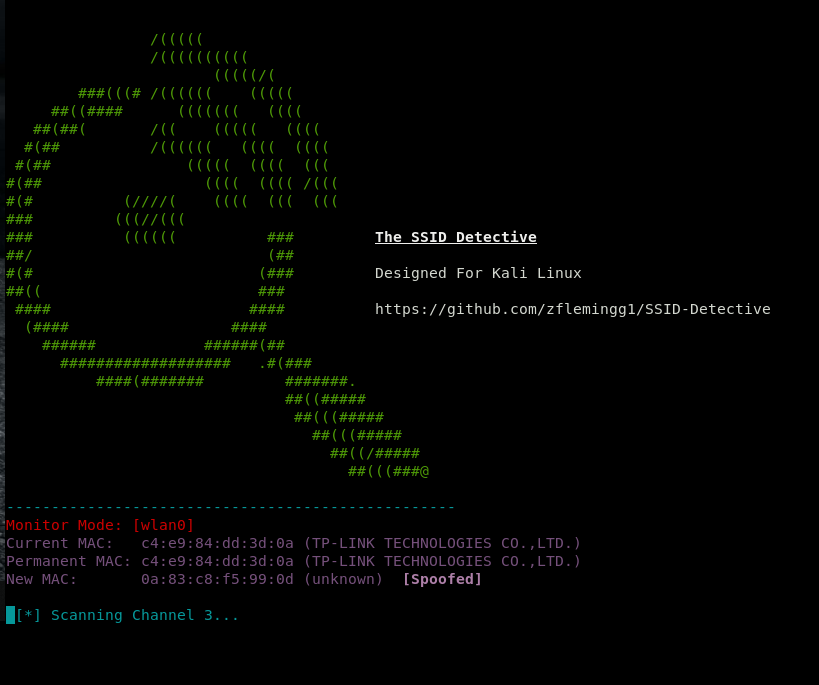 The SSID Detective
Designed For Kali Linux
https://github.com/zflemingg1/SSID-Detective
--------------------------------------------------
Monitor Mode: [wlan0]
Current MAC:   c4:e9:84:dd:3d:0a (TP-LINK TECHNOLOGIES CO.,LTD.)
Permanent MAC: c4:e9:84:dd:3d:0a (TP-LINK TECHNOLOGIES CO.,LTD.)
New MAC:       0a:83:c8:f5:99:0d (unknown)  [Spoofed]
[*] Scanning Channel 3...